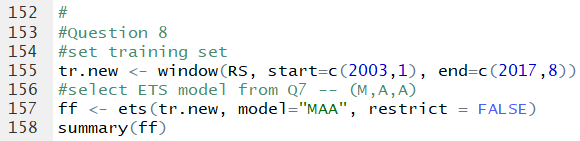 152 #
153 #Question 8
154 #set training set
155 tr.new <- window(RS, start=c(2003,1), end=c(2017,8))
156 #select ETS model from Q7 -- (M,A,A)
157 ff <- ets(tr.new, model="MAA", restrict = FALSE)
158 summary(ff)